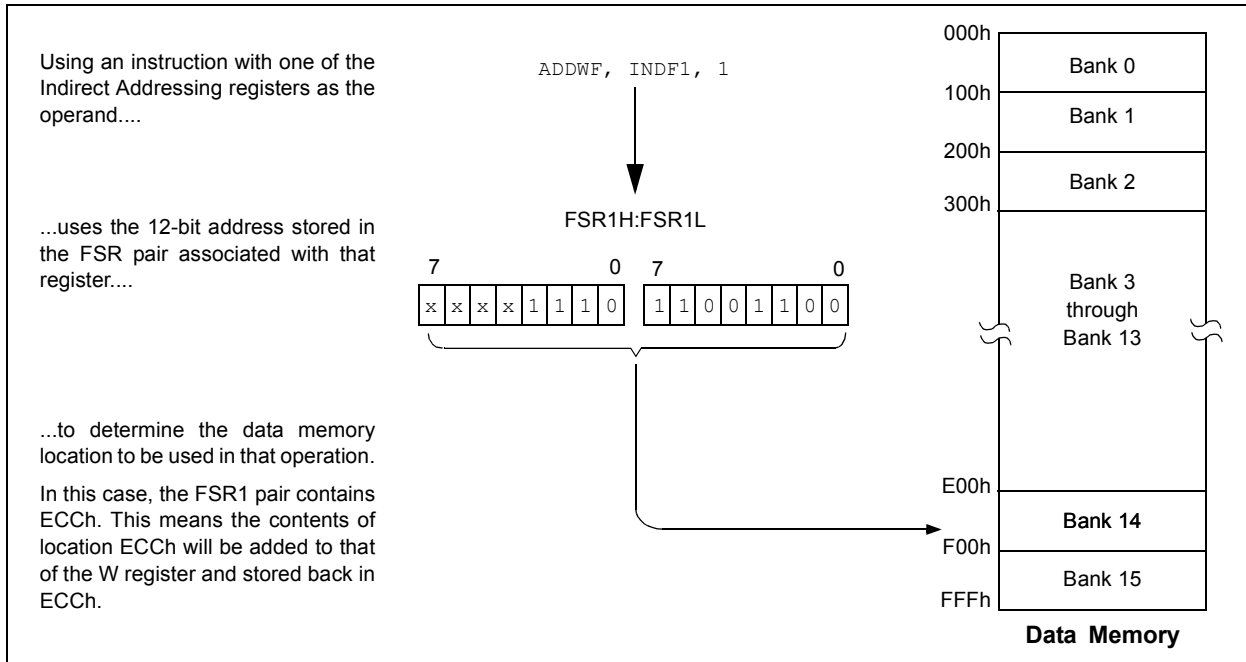 Using an instruction with one of the
Indirect Addressing registers as the
operand....
...uses the 12-bit address stored in
the FSR pair associated with that
register....
...to determine the data memory
location to be used in that operation.
In this case, the FSR1 pair contains
ECCh. This means the contents of
location ECCh will be added to that
of the W register and stored back in
ECCh.
ADDWF, INDF1, 1
FSR1H:FSR1L
7 0 7 0
x x x x 1 1 1 0 1 1 0 0 1 1 0 0
000h
Bank 0
100h
Bank 1
200h
Bank 2
300h
Bank 3
through
Bank 13
E00h
Bank 14
F00h
Bank 15
FFFh
Data Memory